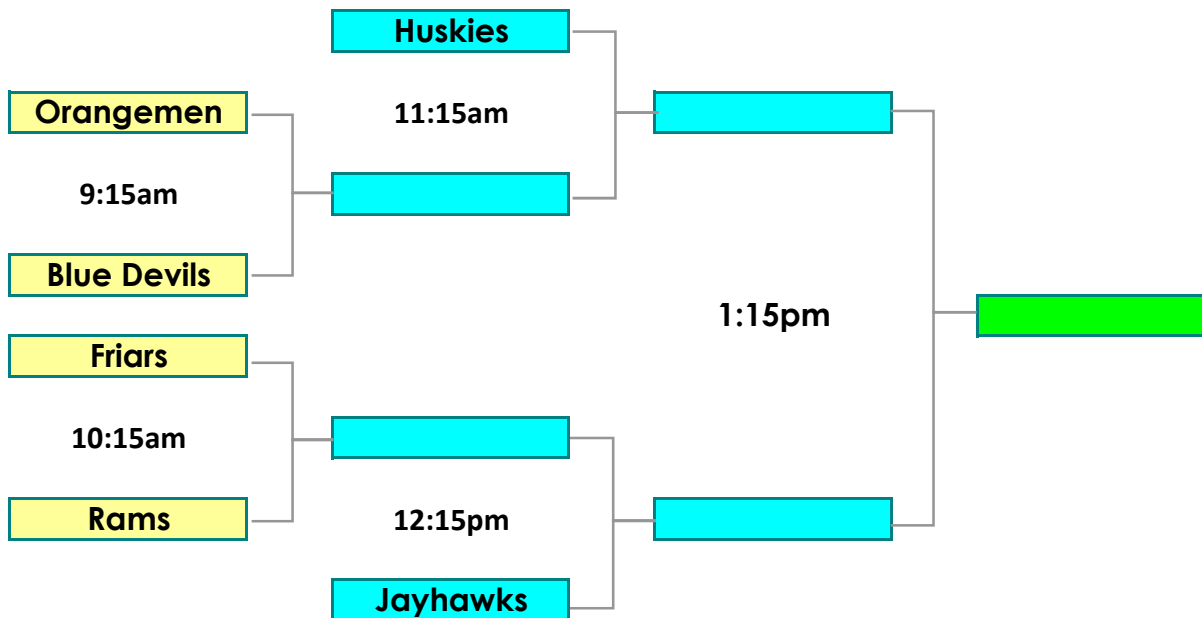 Huskies
Orangemen
11:15am
9:15am
Blue Devils
1:15pm
Friars
10:15am
Rams
12:15pm
Jayhawks